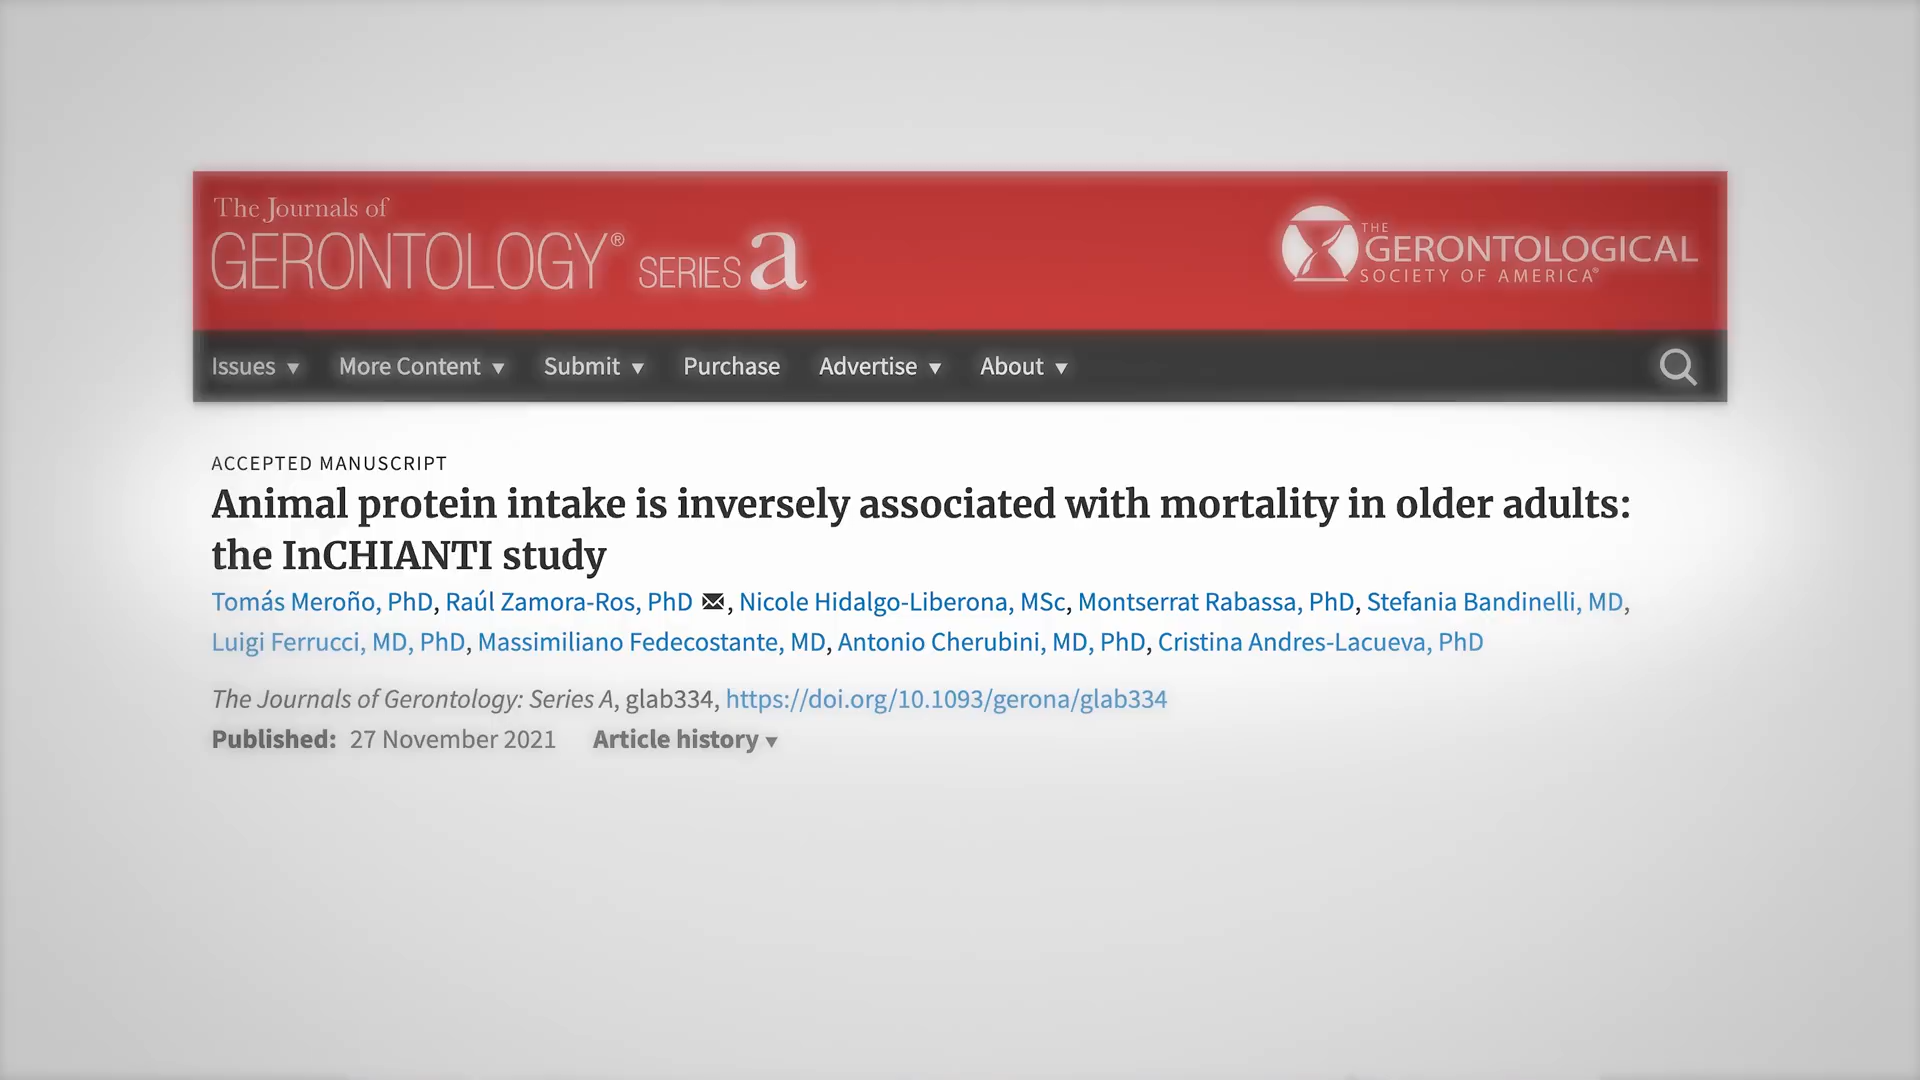 The Journals of
GERONTOLOGY® SERIES a
THE
GERONTOLOGICAL
SOCIETY OF AMERICA®
Issues ▼ More Content ▼ Submit ▼ Purchase Advertise ▼ About ▼
ACCEPTED MANUSCRIPT
Animal protein intake is inversely associated with mortality in older adults:
the InCHIANTI study
Tomás Meroño, PhD, Raúl Zamora-Ros, PhD ✉, Nicole Hidalgo-Liberona, MSc, Montserrat Rabassa, PhD, Stefania Bandinelli, MD,
Luigi Ferrucci, MD, PhD, Massimiliano Fedecostante, MD, Antonio Cherubini, MD, PhD, Cristina Andres-Lacueva, PhD
The Journals of Gerontology: Series A, glab334, https://doi.org/10.1093/gerona/glab334
Published: 27 November 2021 Article history ▼